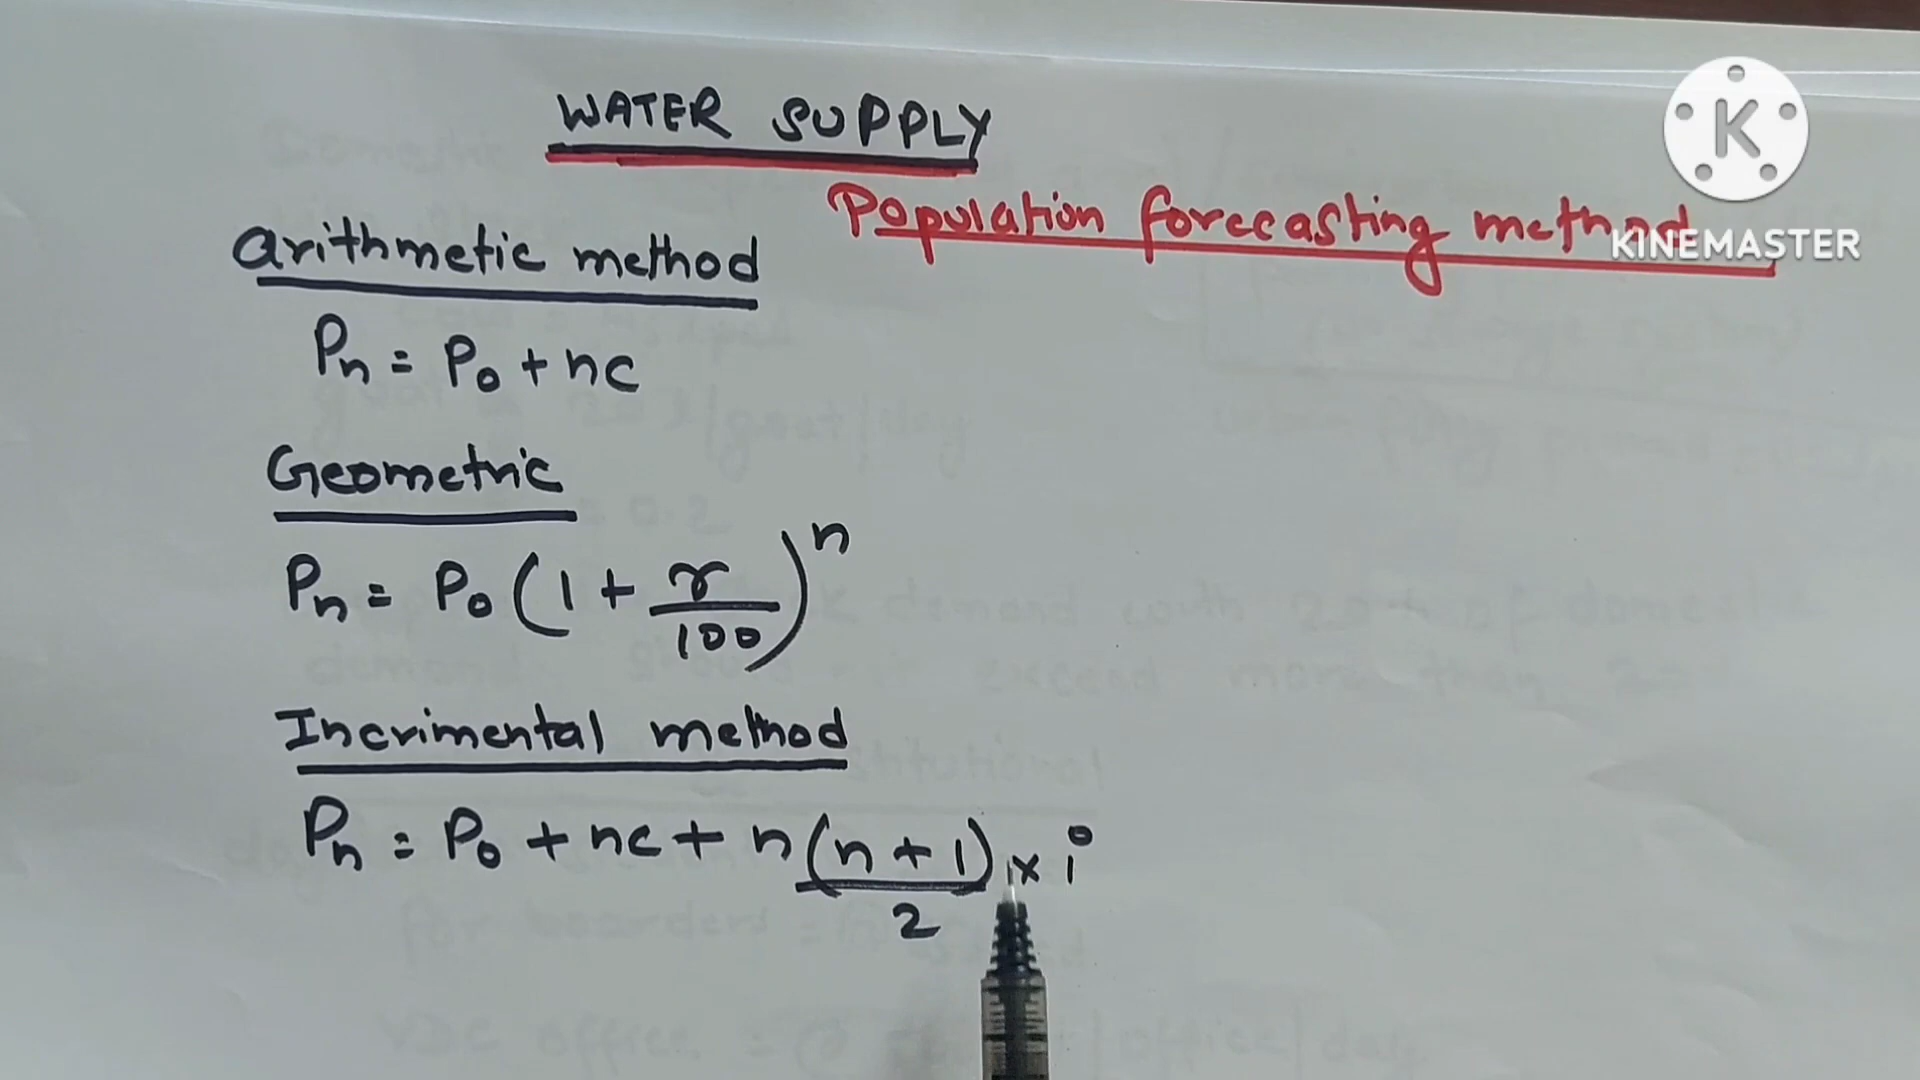 WATER SUPPLY
K
KINEMASTER
Population forecasting method
arithmetic method
Pn = Po + nc
Geometric
Pn = Po (1 + r/100)^n
Incrimental method
Pn = Po + nc + n(n+1)/2 × i